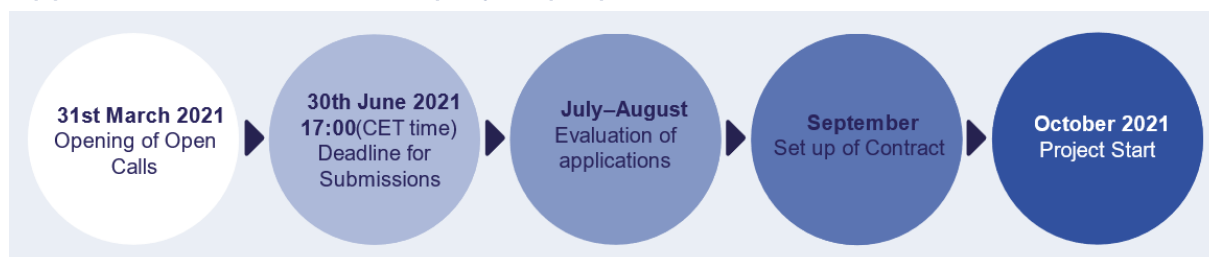 31st March 2021
Opening of Open
Calls
30th June 2021
17:00(CET time)
Deadline for
Submissions
July–August
Evaluation of
applications
September
Set up of Contract
October 2021
Project Start